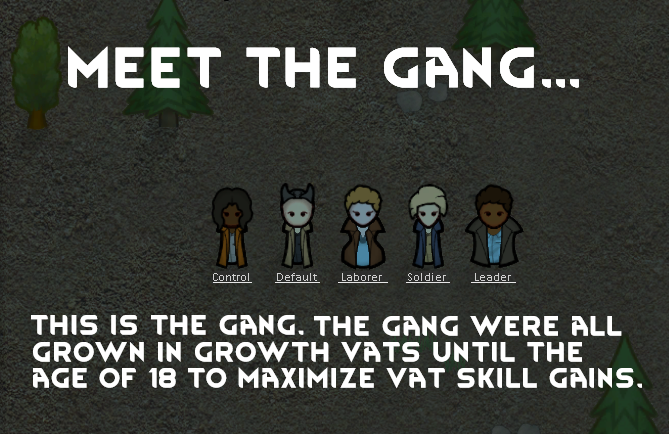 MEET THE GANG...
Control Default Laborer Soldier Leader
THIS IS THE GANG. THE GANG WERE ALL
GROWN IN GROWTH VATS UNTIL THE
AGE OF 18 TO MAXIMIZE VAT SKILL GAINS.